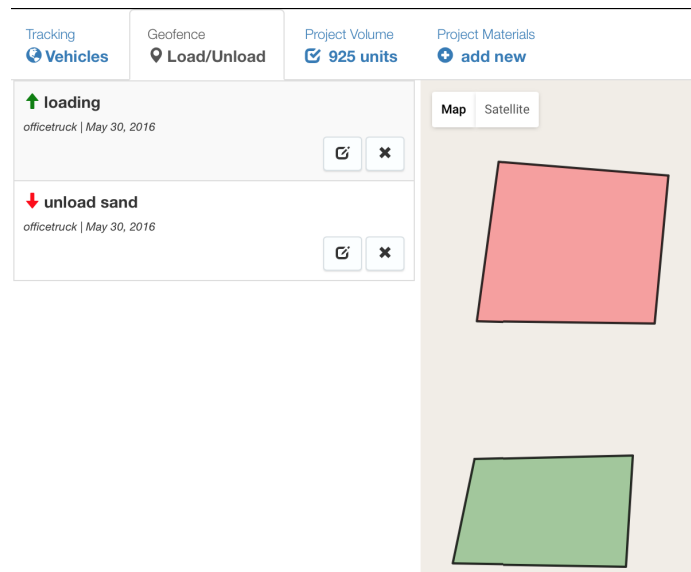 Tracking
Vehicles
Geofence
Load/Unload
Project Volume
925 units
Project Materials
add new
loading
officetruck | May 30, 2016
unload sand
officetruck | May 30, 2016
Map
Satellite